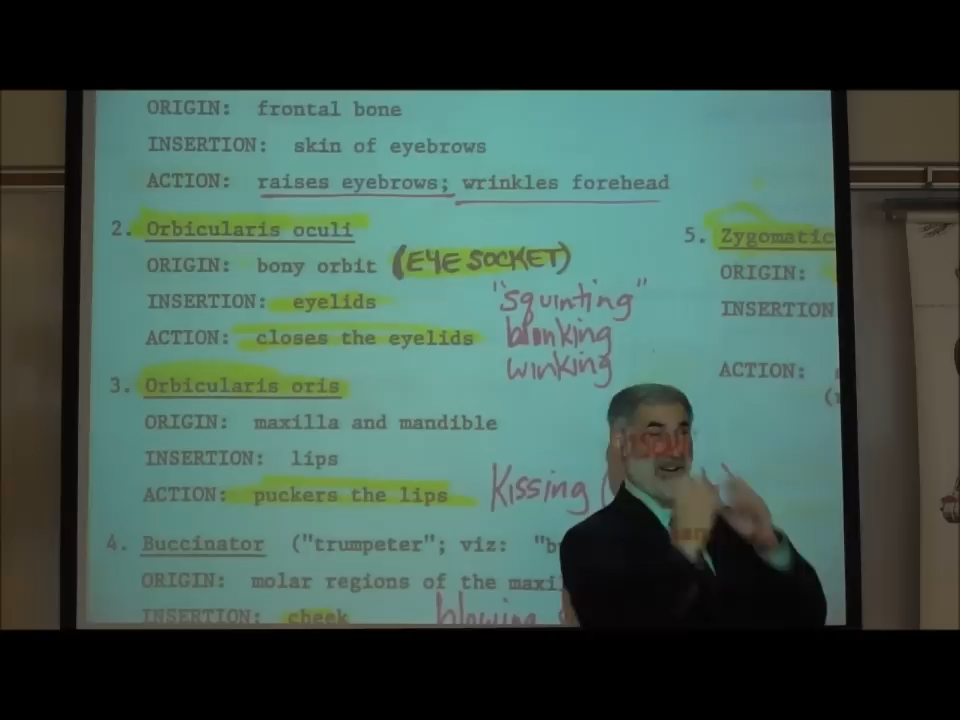 ORIGIN: frontal bone
INSERTION: skin of eyebrows
ACTION: raises eyebrows; wrinkles forehead
2. Orbicularis oculi
ORIGIN: bony orbit (EYE SOCKET)
INSERTION: eyelids "squinting"
ACTION: closes the eyelids blinking
winking
3. Orbicularis oris
ORIGIN: maxilla and mandible
INSERTION: lips
ACTION: puckers the lips Kissing (
4. Buccinator ("trumpeter"; viz:
ORIGIN: molar regions of the
INSERTION: cheek blowing
5. Zygomatic
ORIGIN:
INSERTION
ACTION: